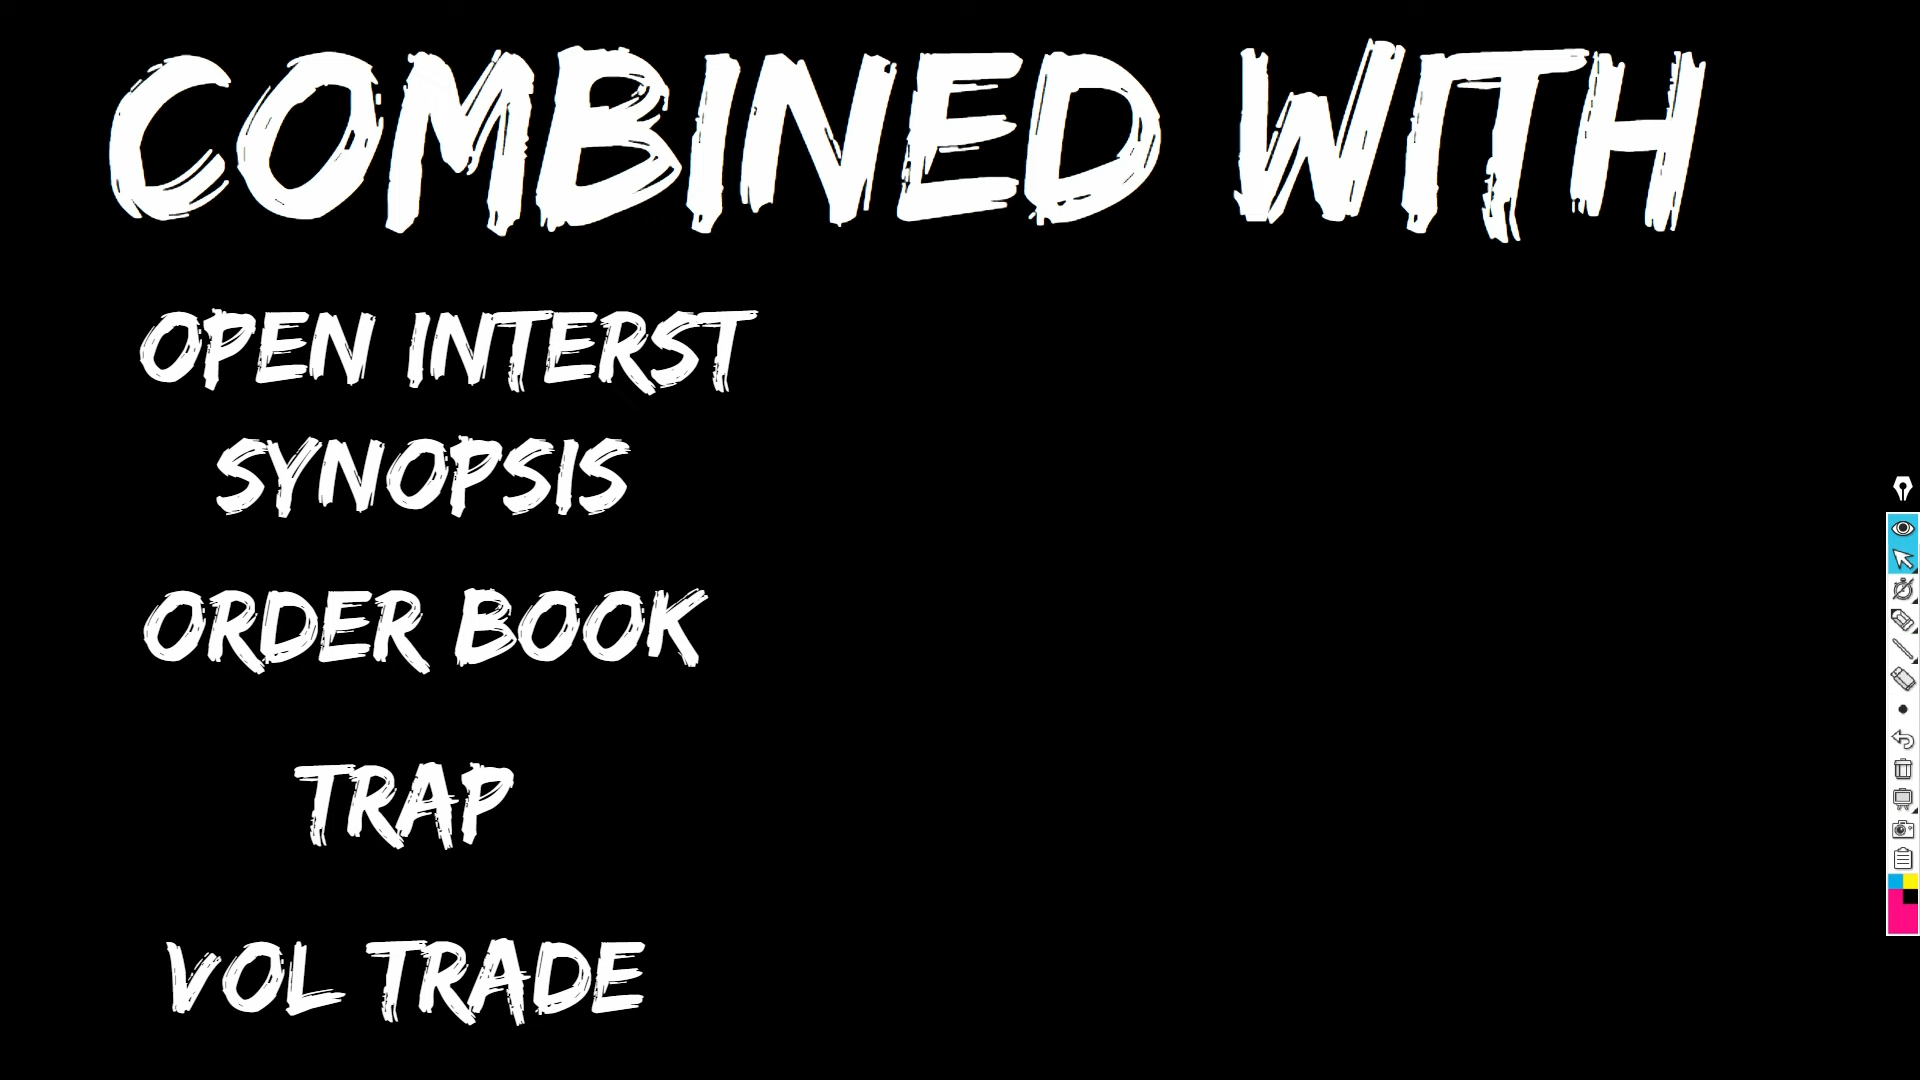 COMBINED WITH
OPEN INTERST
SYNOPSIS
ORDER BOOK
TRAP
VOL TRADE